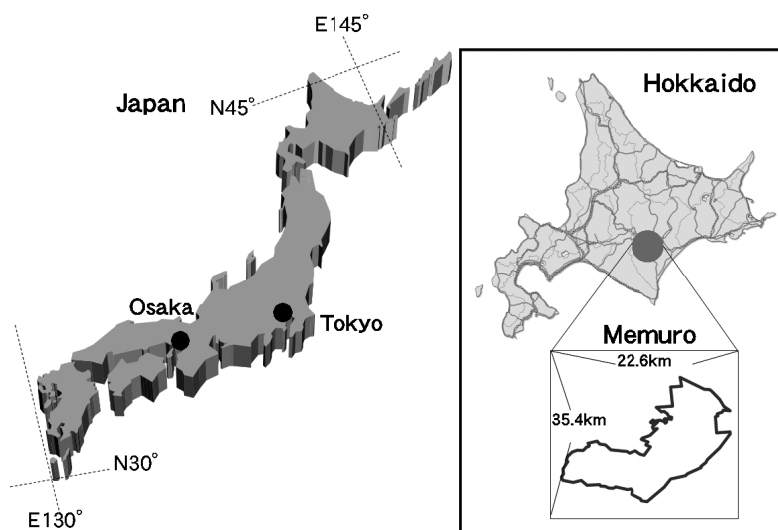 E145°
Japan
N45°
Osaka
Tokyo
N30°
E130°
Hokkaido
Memuro
22.6km
35.4km